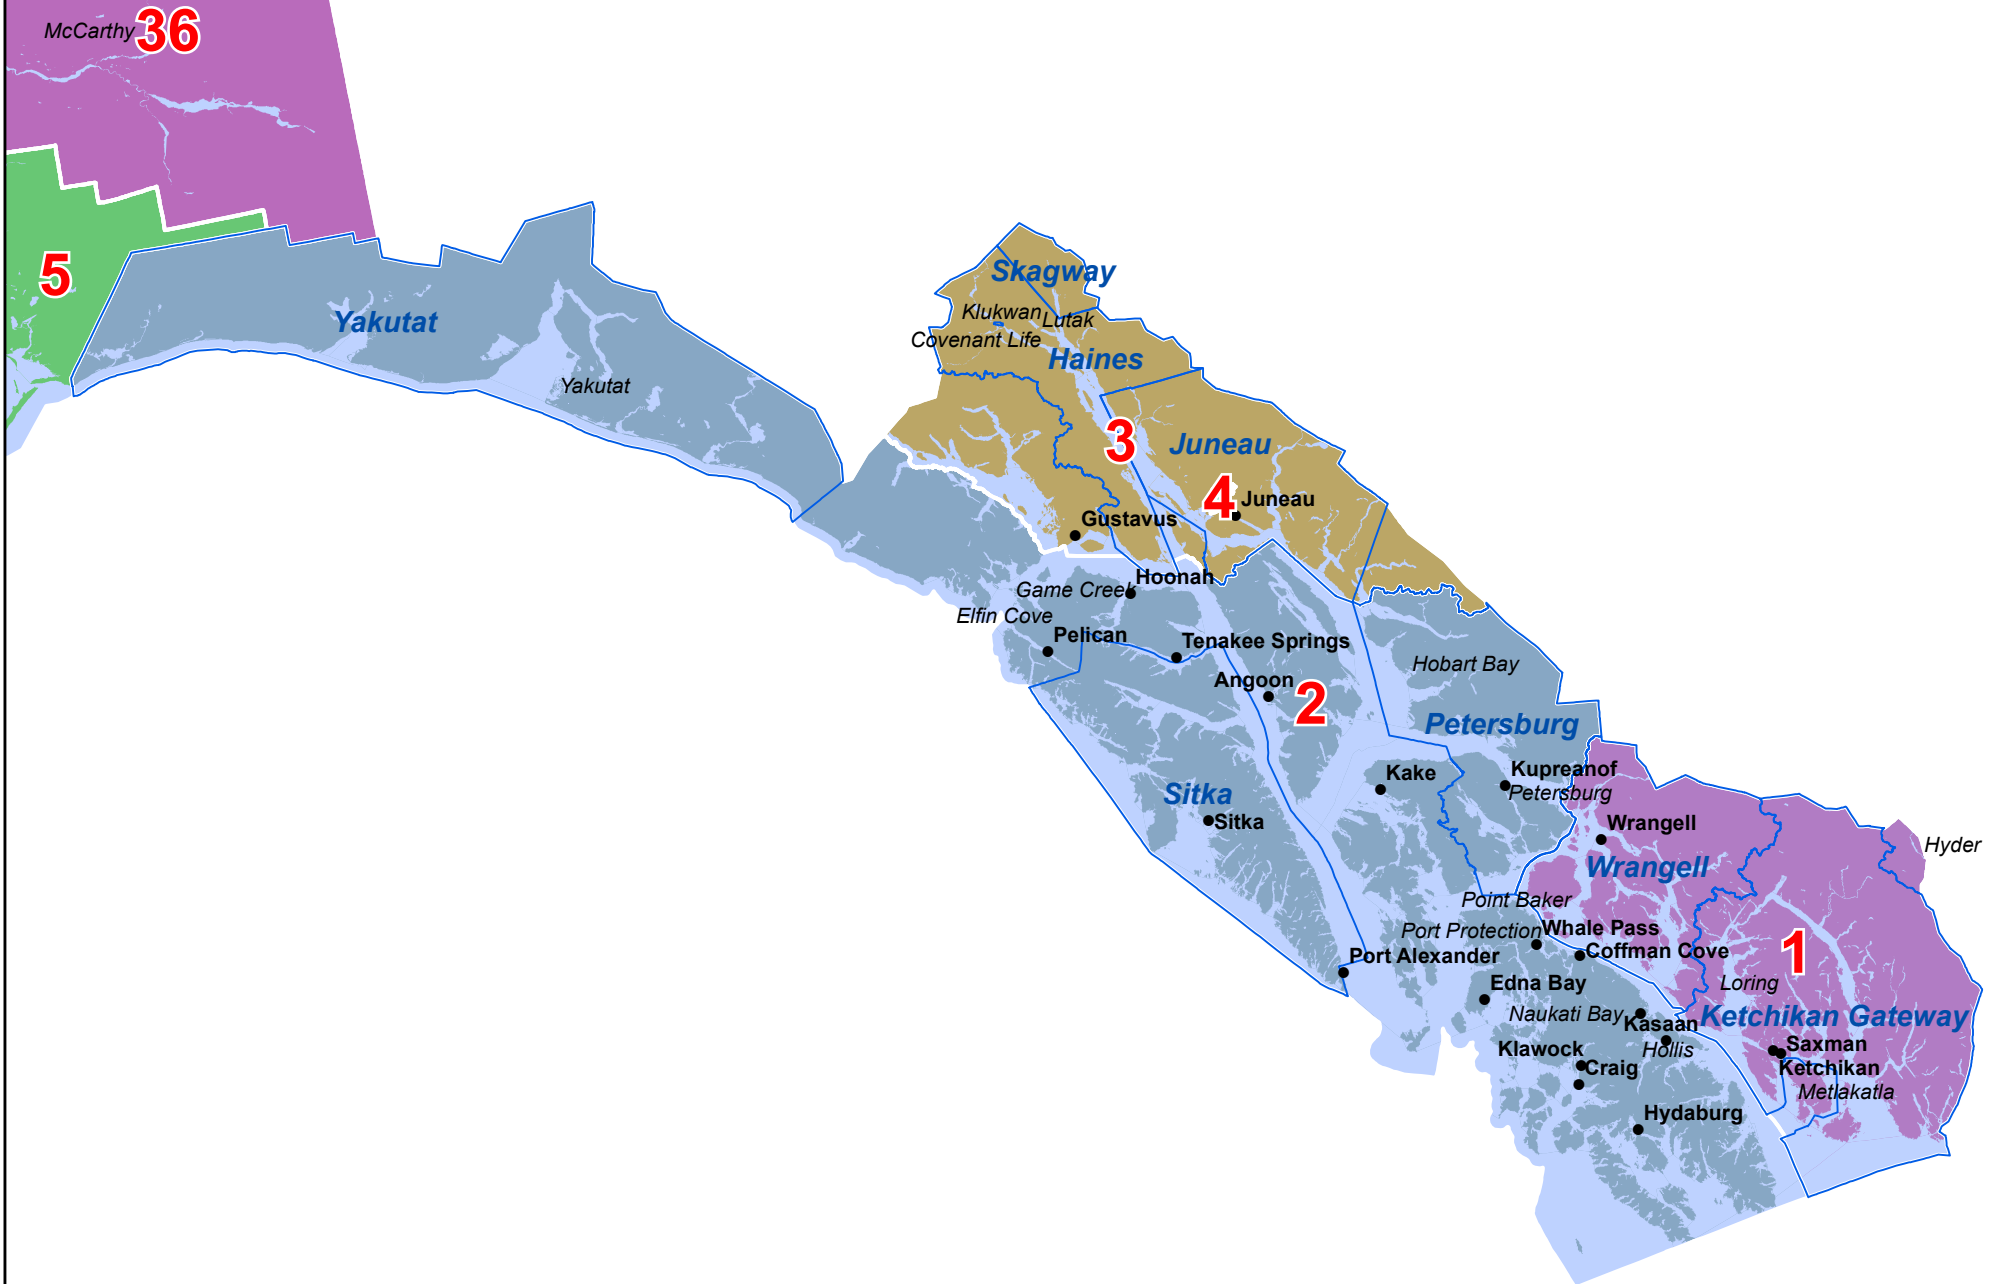 McCarthy
36
5
Yakutat
Yakutat
Skagway
Klukwan
Lutak
Covenant Life
Haines
3
Juneau
4
Juneau
Gustavus
Hoonah
Game Creek
Elfin Cove
Pelican
Tenakee Springs
Hobart Bay
Angoon
2
Petersburg
Kake
Kupreanof
Petersburg
Sitka
Sitka
Wrangell
Hyder
Wrangell
Point Baker
Port Protection
Whale Pass
Coffman Cove
1
Port Alexander
Edna Bay
Loring
Naukati Bay
Kasaan
Ketchikan Gateway
Klawock
Hollis
Saxman
Craig
Ketchikan
Metlakatla
Hydaburg